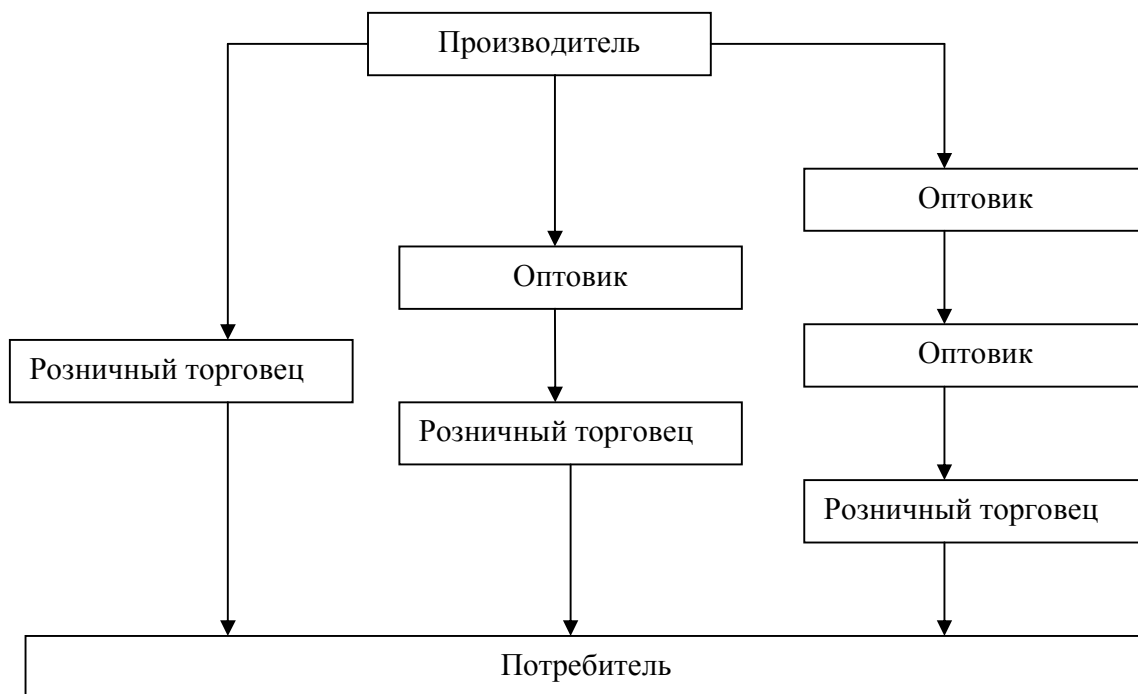 Производитель
Оптовик
Оптовик
Оптовик
Розничный торговец
Розничный торговец
Розничный торговец
Потребитель